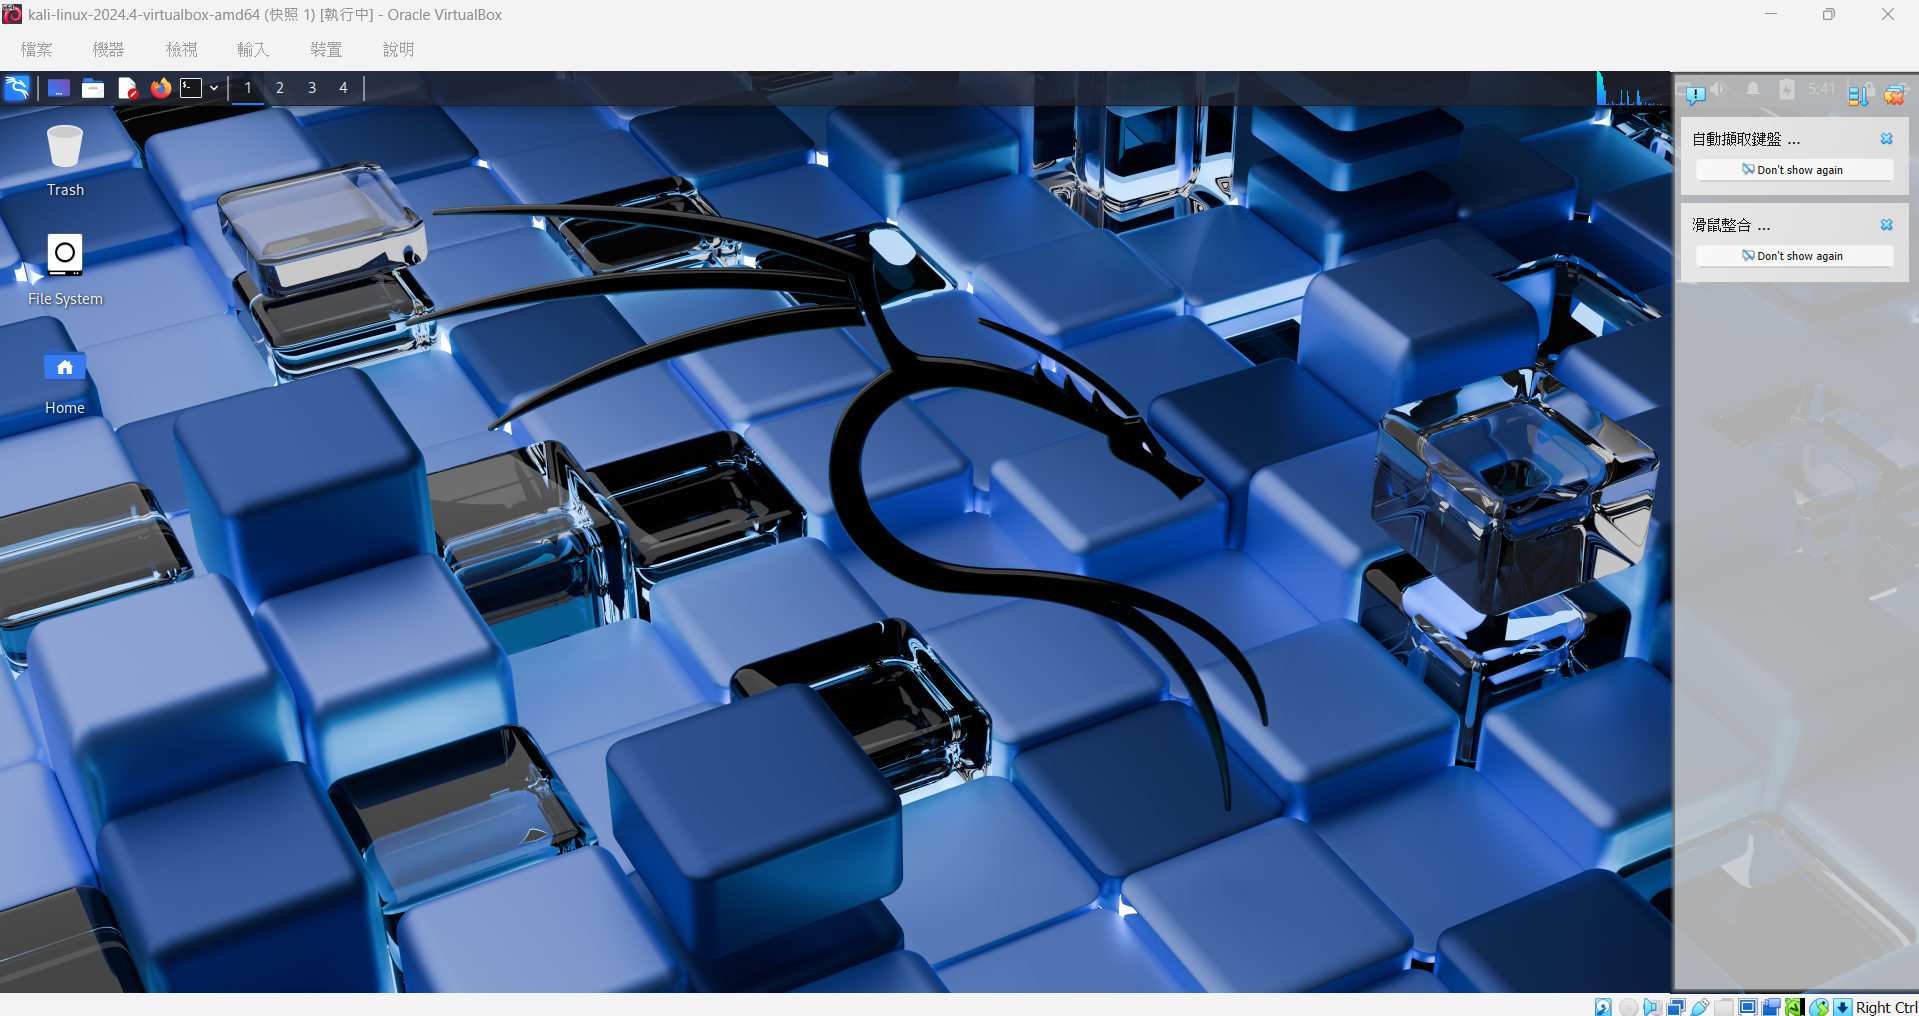 kali-linux-2024.4-virtualbox-amd64 (快照 1) [執行中] - Oracle VirtualBox
檔案 機器 檢視 輸入 裝置 說明
1 2 3 4
5:41
Trash
File System
Home
自動擷取鍵盤 ...
Don't show again
滑鼠整合 ...
Don't show again
Right Ctrl